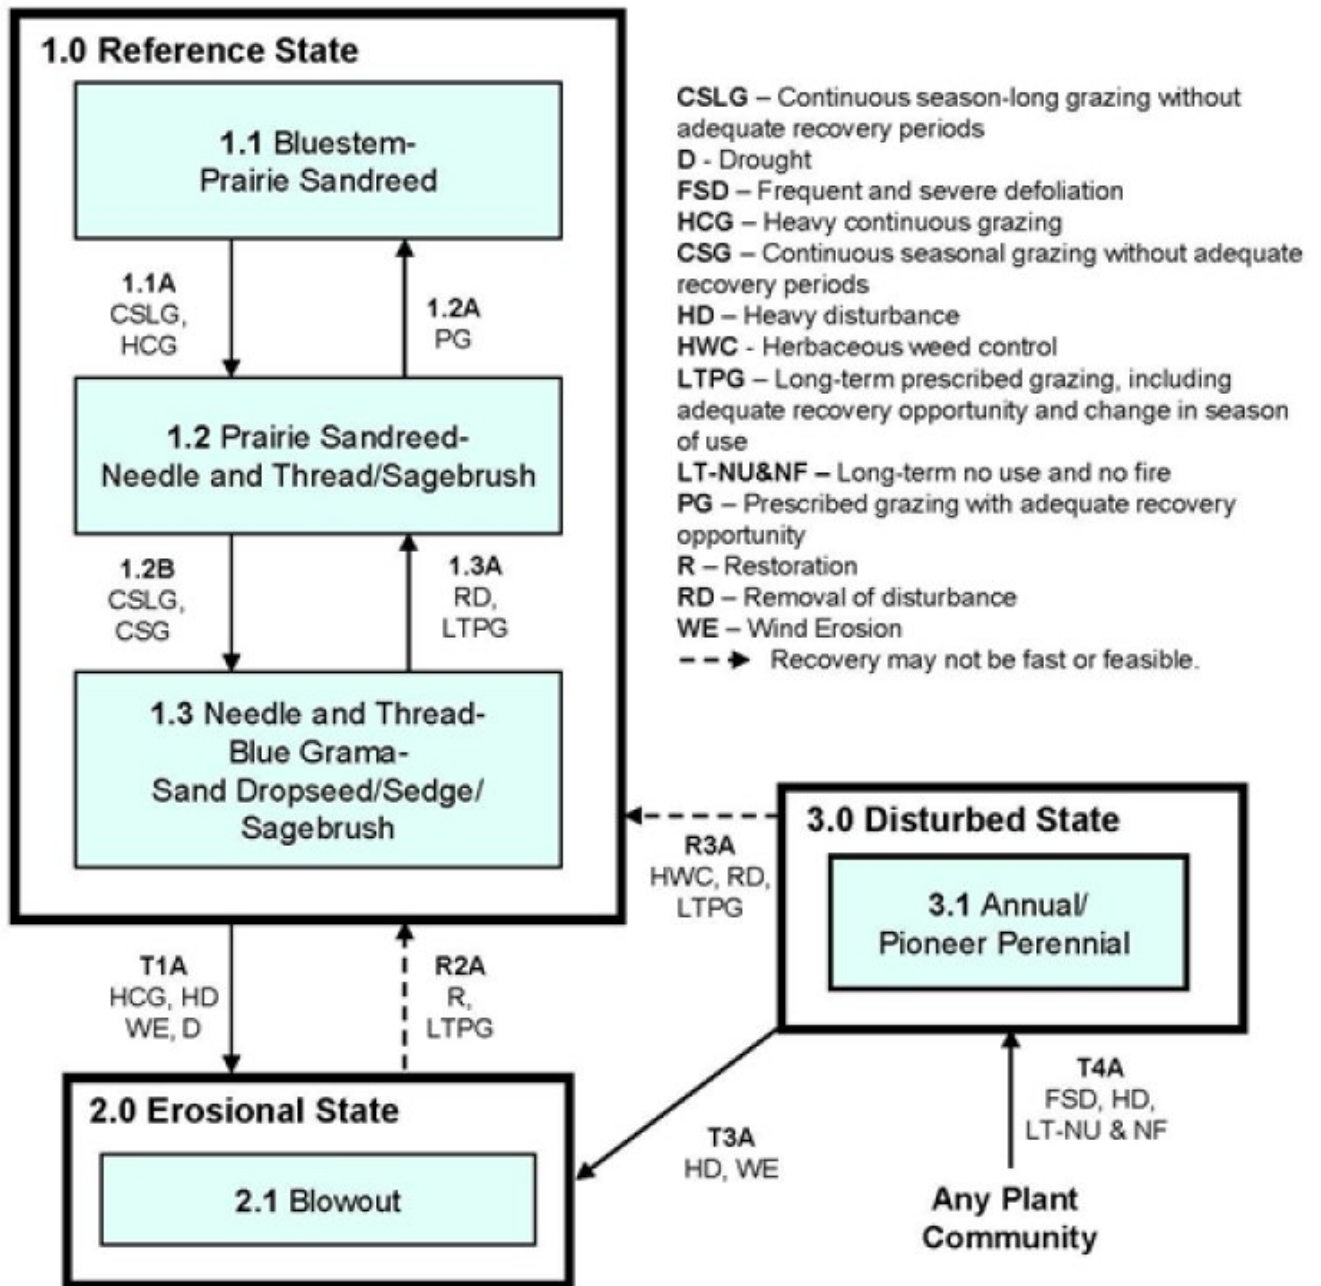 1.0 Reference State
1.1 Bluestem-
Prairie Sandreed
1.1A
CSLG,
HCG
1.2A
PG
1.2 Prairie Sandreed-
Needle and Thread/Sagebrush
1.2B
CSLG,
CSG
1.3A
RD,
LTPG
1.3 Needle and Thread-
Blue Grama-
Sand Dropseed/Sedge/
Sagebrush
CSLG – Continuous season-long grazing without
adequate recovery periods
D - Drought
FSD – Frequent and severe defoliation
HCG – Heavy continuous grazing
CSG – Continuous seasonal grazing without adequate
recovery periods
HD – Heavy disturbance
HWC - Herbaceous weed control
LTPG – Long-term prescribed grazing, including
adequate recovery opportunity and change in season
of use
LT-NU&NF – Long-term no use and no fire
PG – Prescribed grazing with adequate recovery
opportunity
R – Restoration
RD – Removal of disturbance
WE – Wind Erosion
Recovery may not be fast or feasible.
R3A
HWC, RD,
LTPG
3.0 Disturbed State
3.1 Annual/
Pioneer Perennial
T1A
HCG, HD
WE, D
R2A
R,
LTPG
2.0 Erosional State
2.1 Blowout
T3A
HD, WE
T4A
FSD, HD,
LT-NU & NF
Any Plant
Community